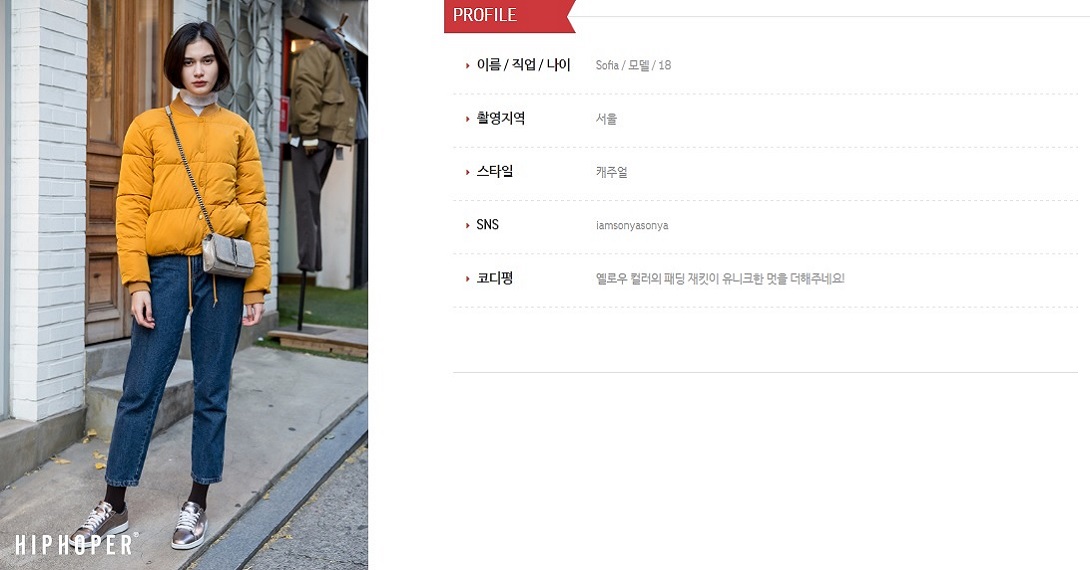 PROFILE
이름 / 직업 / 나이 Sofia / 모델 / 18
촬영지역 서울
스타일 캐주얼
SNS iamsonyasonya
코디평 옐로우 컬러의 패딩 재킷이 유니크한 멋을 더해주네요!
HIPHOPER